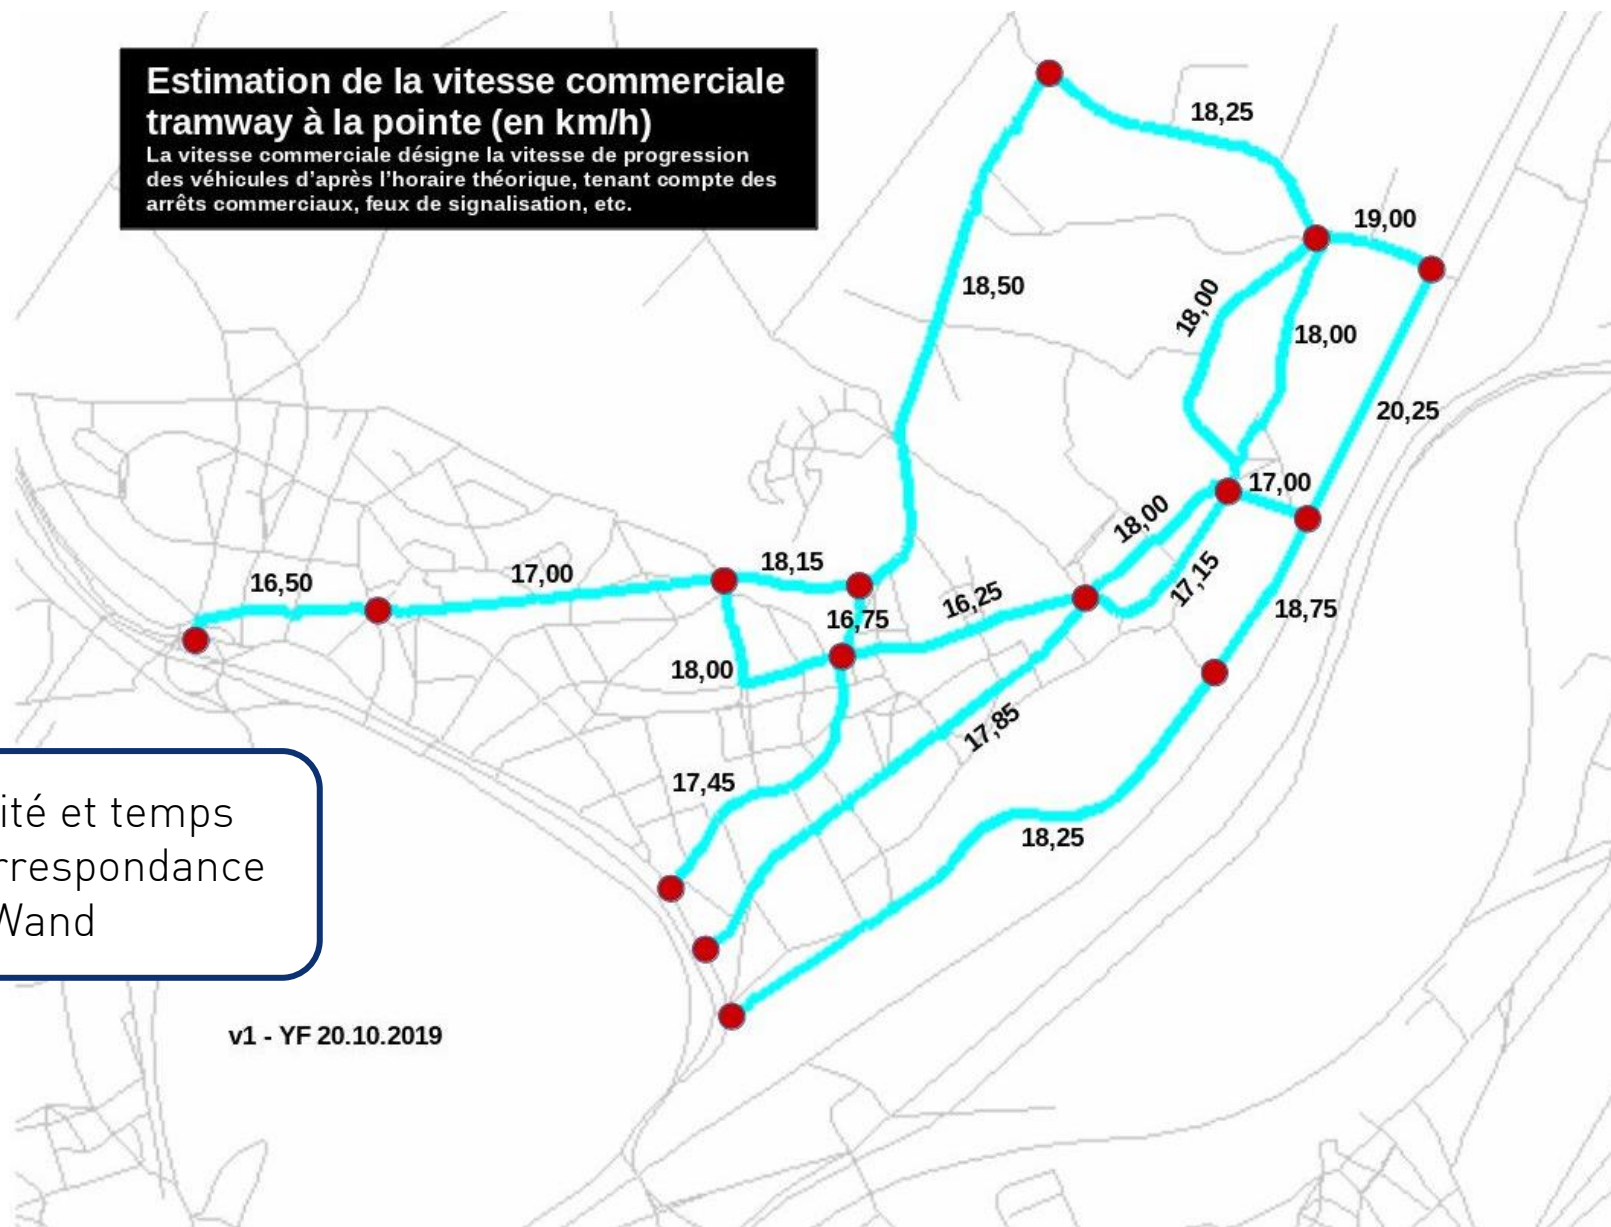 Estimation de la vitesse commerciale
tramway à la pointe (en km/h)
La vitesse commerciale désigne la vitesse de progression
des véhicules d'après l'horaire théorique, tenant compte des
arrêts commerciaux, feux de signalisation, etc.
18,25
19,00
18,50
18,00
18,00
20,25
17,00
18,00
18,15
17,00
16,50
17,15
16,25
16,75
18,75
18,00
17,85
17,45
18,25
ité et temps
rrespondance
Wand
v1 - YF 20.10.2019